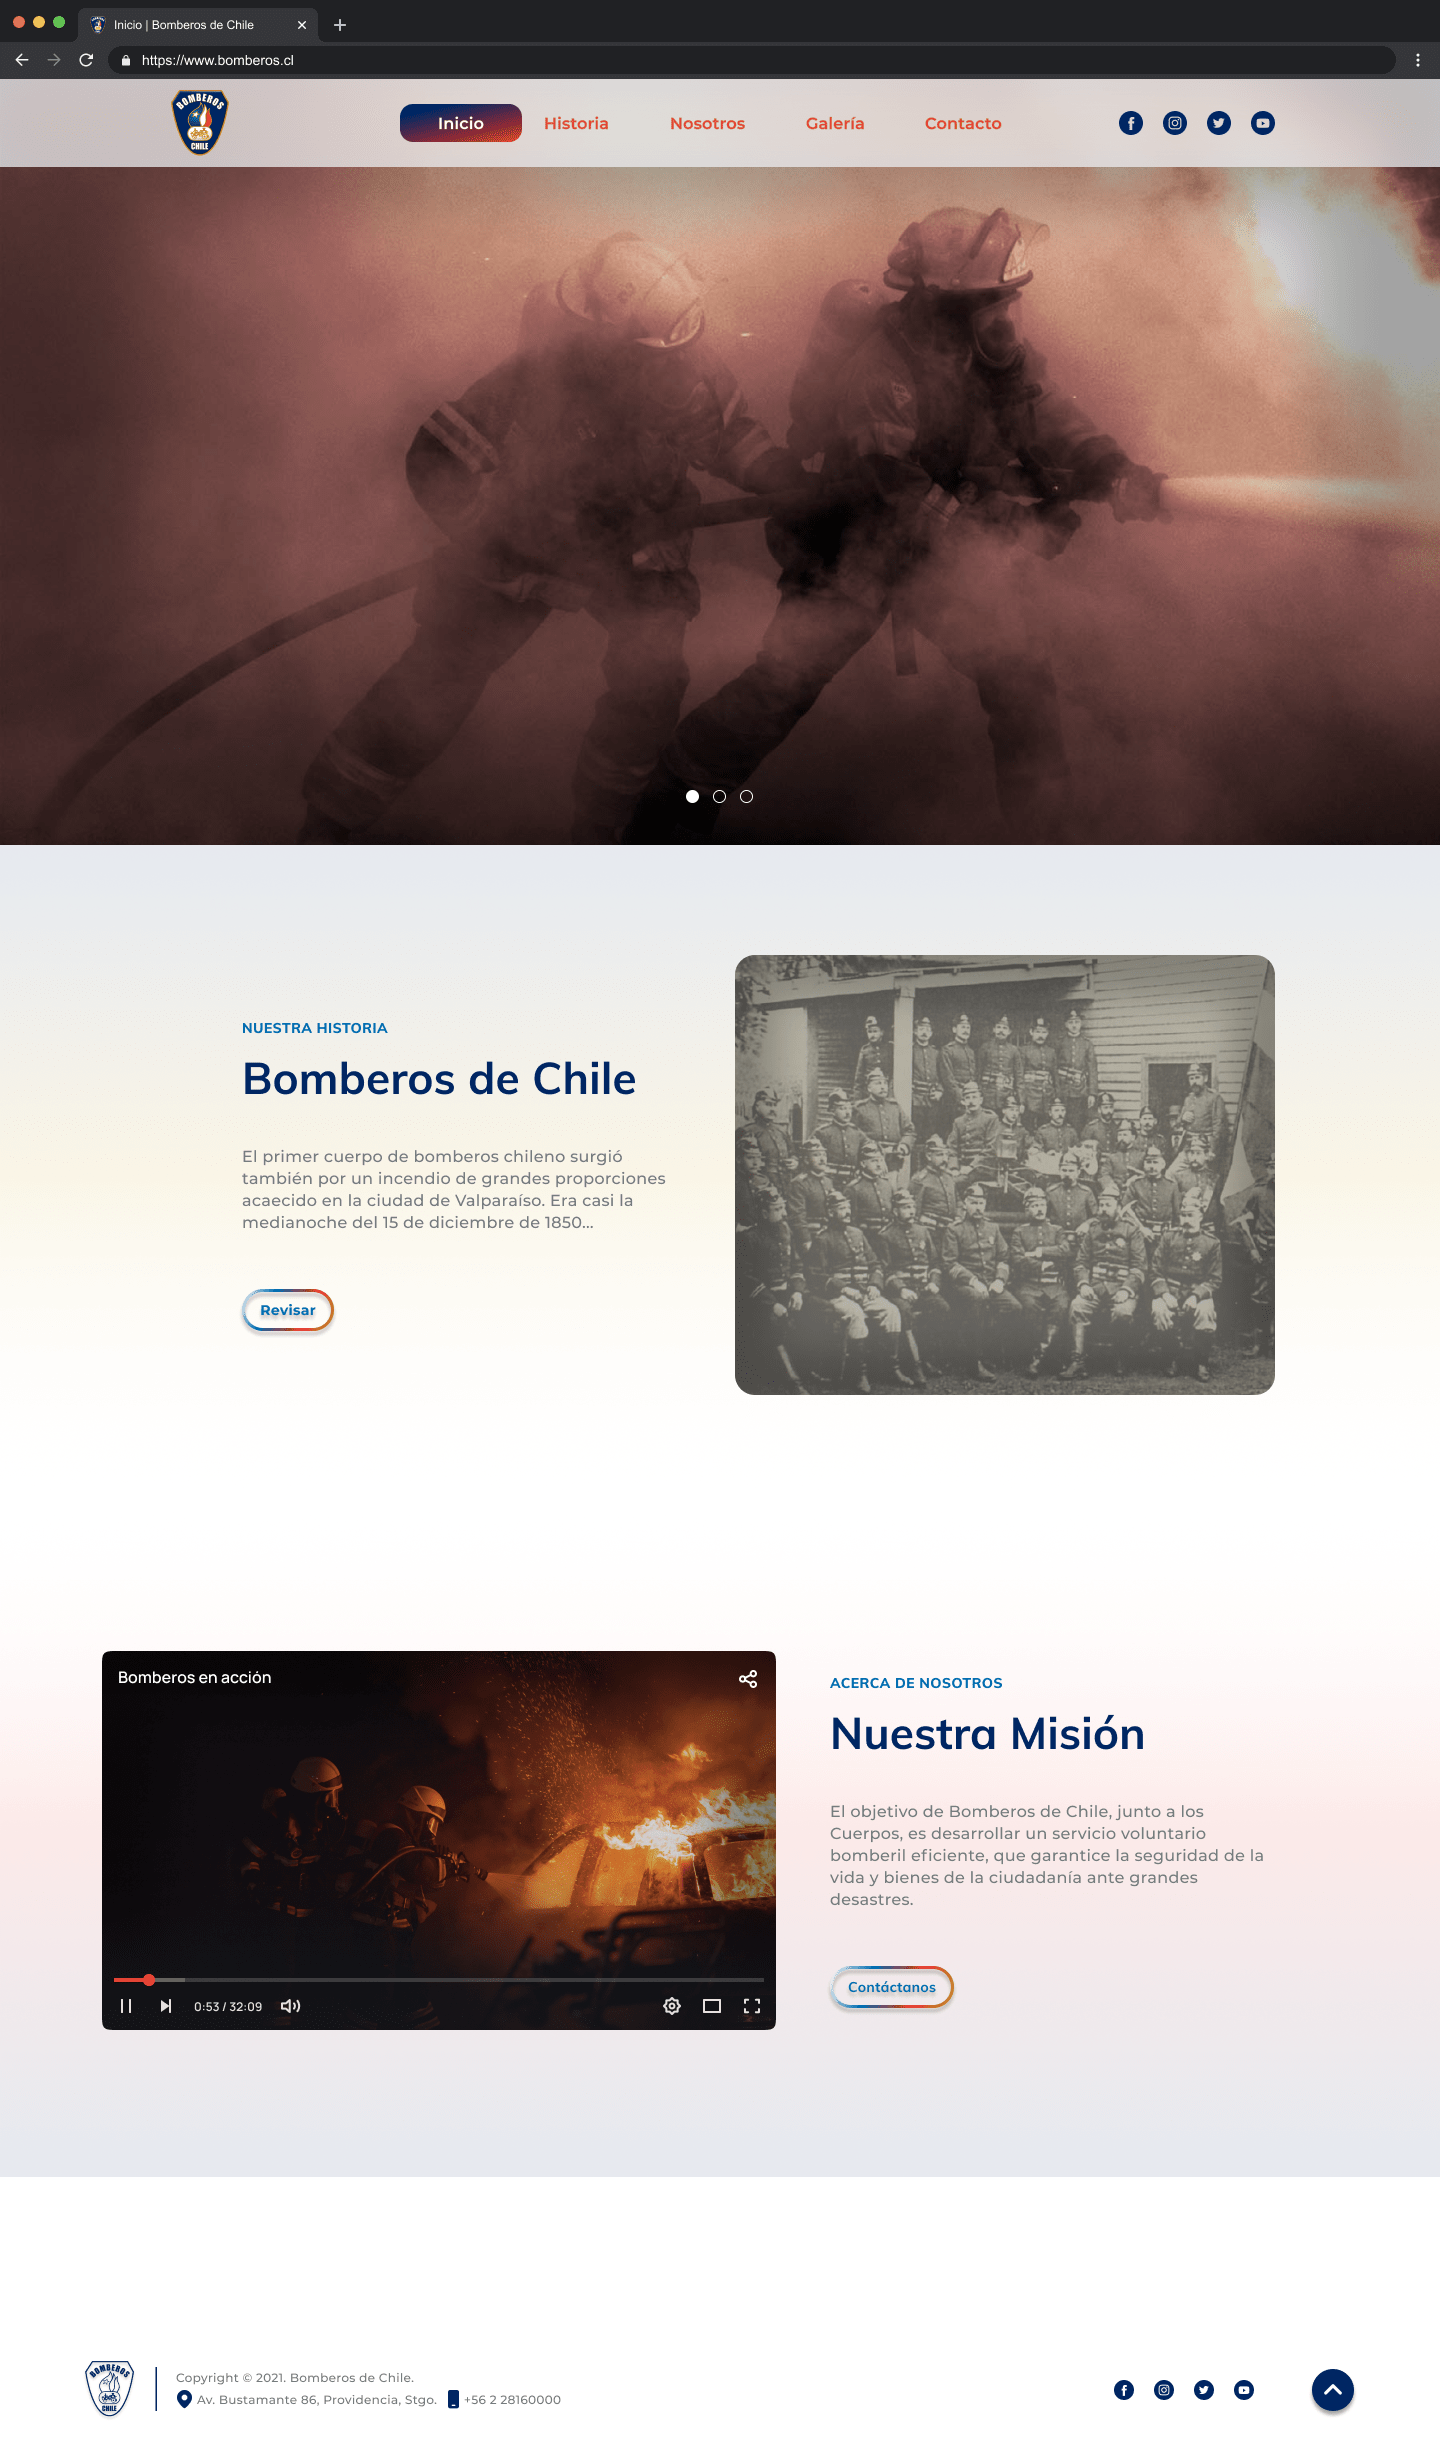 Inicio | Bomberos de Chile
https://www.bomberos.cl
BOMBEROS
CHILE
Inicio
Historia
Nosotros
Galería
Contacto
NUESTRA HISTORIA
Bomberos de Chile
El primer cuerpo de bomberos chileno surgió
también por un incendio de grandes proporciones
acaecido en la ciudad de Valparaíso. Era casi la
medianoche del 15 de diciembre de 1850...
Revisar
Bomberos en acción
0:53 / 32:09
ACERCA DE NOSOTROS
Nuestra Misión
El objetivo de Bomberos de Chile, junto a los
Cuerpos, es desarrollar un servicio voluntario
bomberil eficiente, que garantice la seguridad de la
vida y bienes de la ciudadanía ante grandes
desastres.
Contáctanos
BOMBEROS
CHILE
Copyright © 2021. Bomberos de Chile.
Av. Bustamante 86, Providencia, Stgo. +56 2 28160000